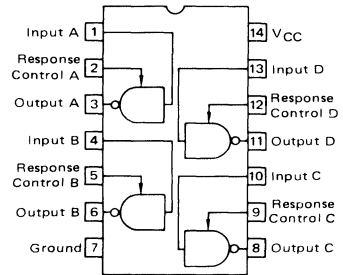 Input A 1
Response
Control A 2
Output A 3
Input B 4
Response
Control B 5
Output B 6
Ground 7
14 VCC
13 Input D
12 Response
Control D
11 Output D
10 Input C
9 Response
Control C
8 Output C